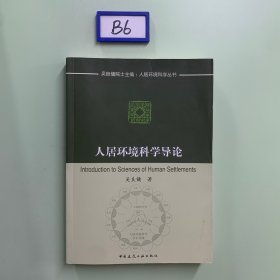 B6
吴良镛院士主编：人居环境科学丛书
人居环境科学导论
Introduction to Sciences of Human Settlements
吴良镛 著
中国建筑工业出版社